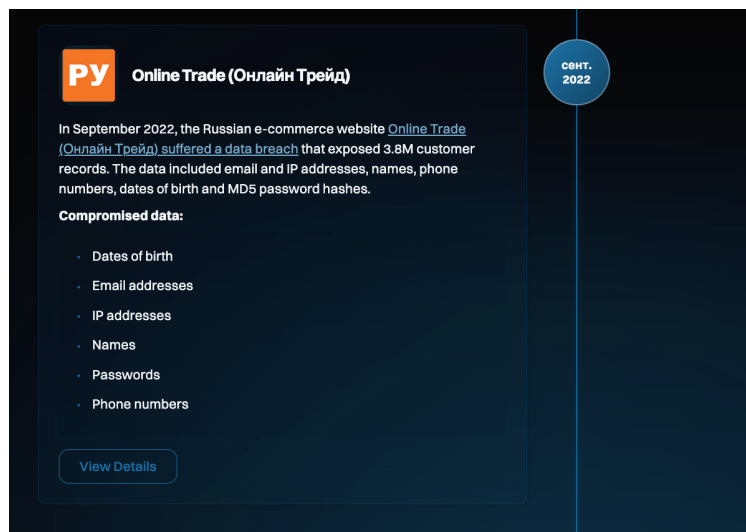 РУ
Online Trade (Онлайн Трейд)
сент.
2022
In September 2022, the Russian e-commerce website Online Trade
(Онлайн Трейд) suffered a data breach that exposed 3.8M customer
records. The data included email and IP addresses, names, phone
numbers, dates of birth and MD5 password hashes.
Compromised data:
Dates of birth
Email addresses
IP addresses
Names
Passwords
Phone numbers
View Details